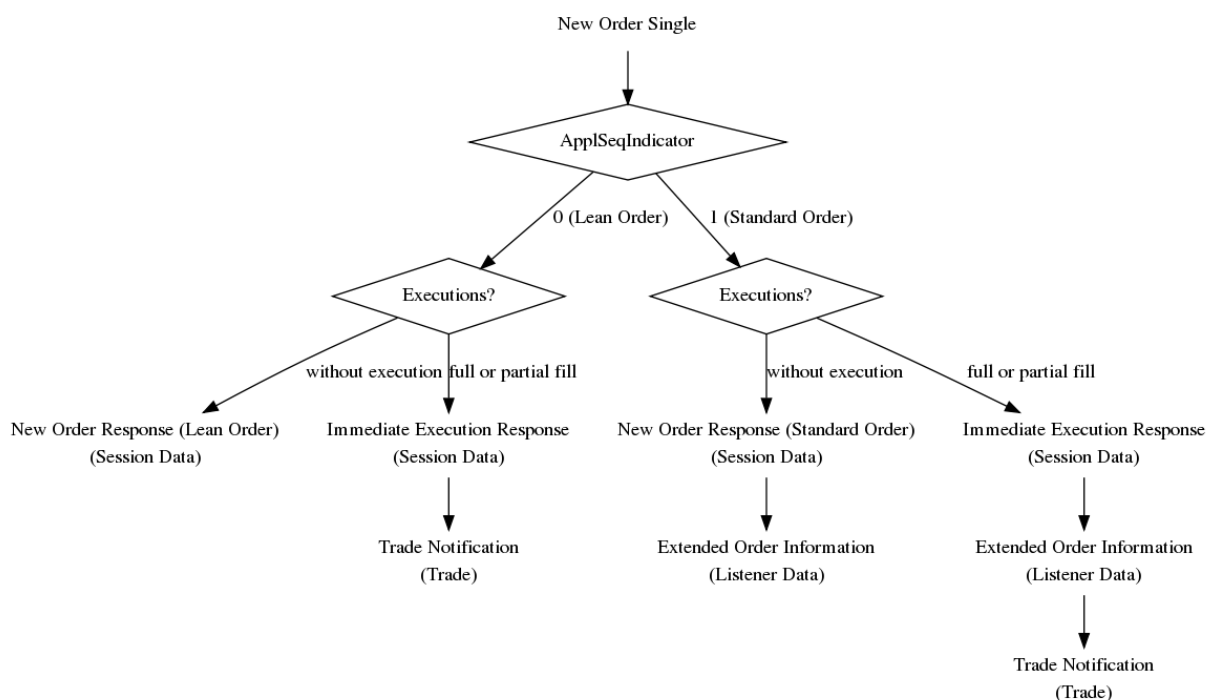 New Order Single
ApplSeqIndicator
0 (Lean Order)
1 (Standard Order)
Executions?
Executions?
without execution
full or partial fill
without execution
full or partial fill
New Order Response (Lean Order)
(Session Data)
Immediate Execution Response
(Session Data)
New Order Response (Standard Order)
(Session Data)
Immediate Execution Response
(Session Data)
Trade Notification
(Trade)
Extended Order Information
(Listener Data)
Extended Order Information
(Listener Data)
Trade Notification
(Trade)